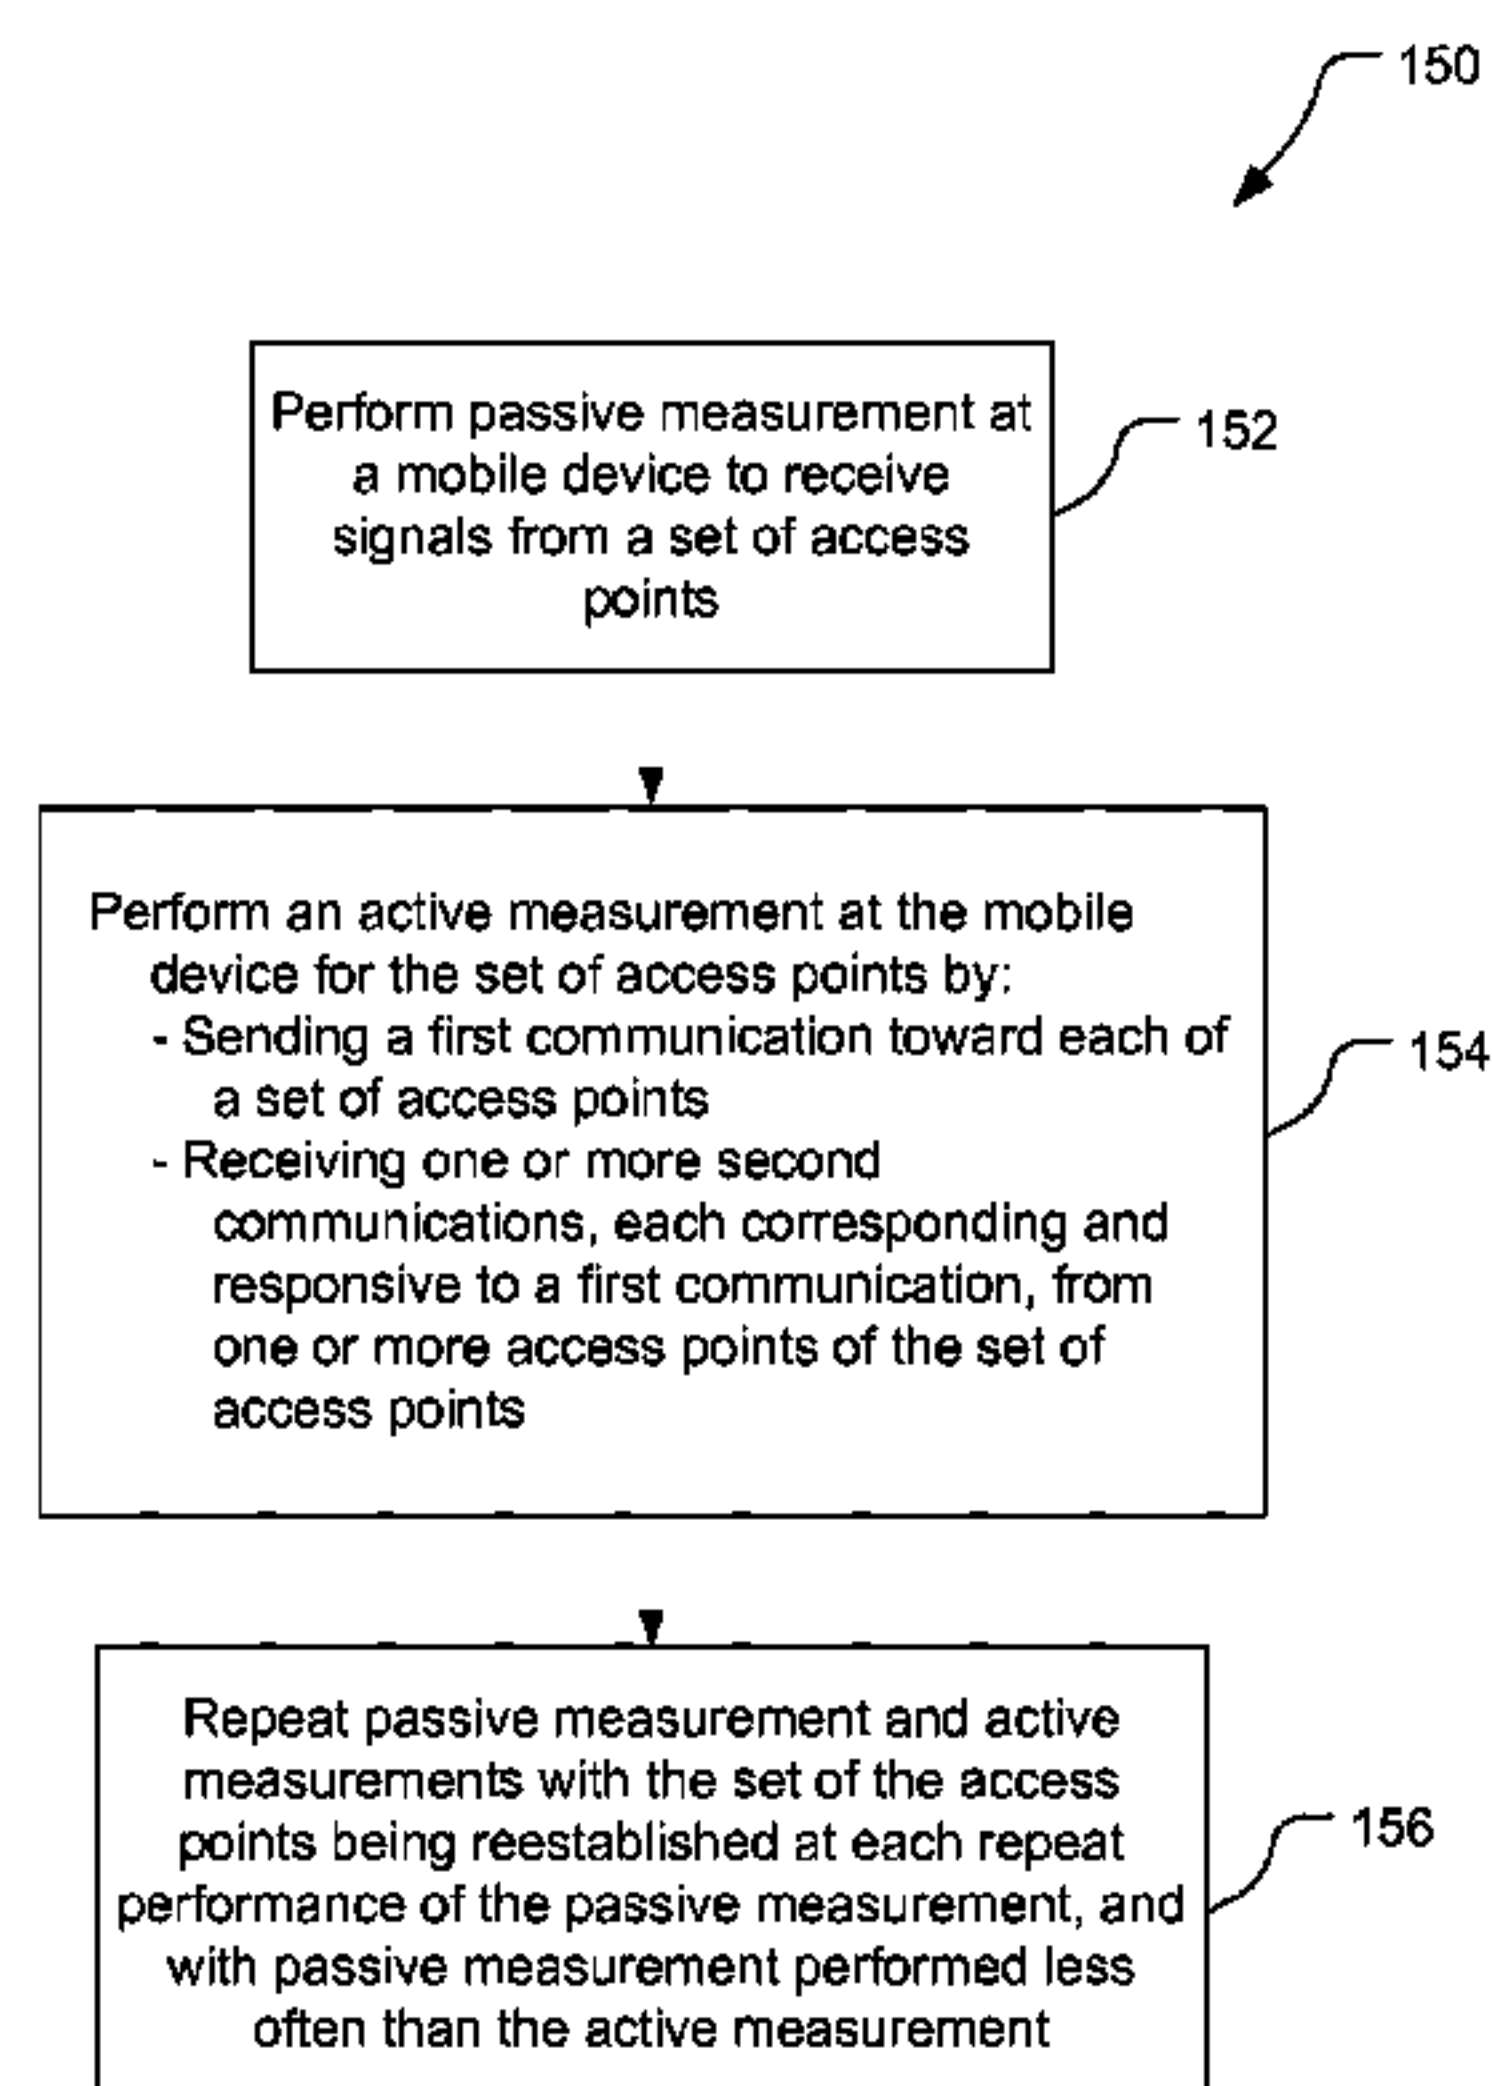 150
Perform passive measurement at
a mobile device to receive
signals from a set of access
points
152
Perform an active measurement at the mobile
device for the set of access points by:
- Sending a first communication toward each of
a set of access points
- Receiving one or more second
communications, each corresponding and
responsive to a first communication, from
one or more access points of the set of
access points
154
Repeat passive measurement and active
measurements with the set of the access
points being reestablished at each repeat
performance of the passive measurement, and
with passive measurement performed less
often than the active measurement
156